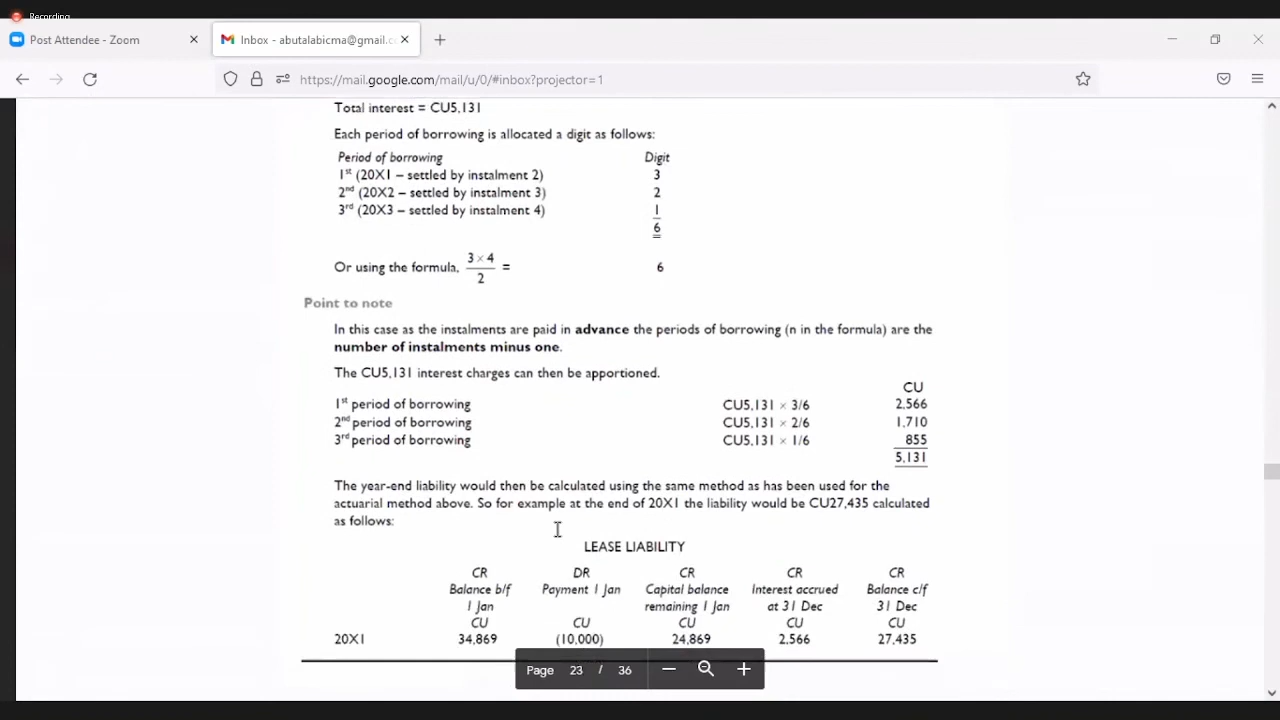 Recording
Post Attendee - Zoom
Inbox - abutalabicma@gmail.c
https://mail.google.com/mail/u/0/#inbox?projector=1
Total interest = CU5,131
Each period of borrowing is allocated a digit as follows:
Period of borrowing Digit
1st (20X1 – settled by instalment 2) 3
2nd (20X2 – settled by instalment 3) 2
3rd (20X3 – settled by instalment 4) 1
6
Or using the formula, 3 × 4 / 2 = 6
Point to note
In this case as the instalments are paid in advance the periods of borrowing (n in the formula) are the
number of instalments minus one.
The CU5,131 interest charges can then be apportioned.
CU
1st period of borrowing CU5,131 × 3/6 2,566
2nd period of borrowing CU5,131 × 2/6 1,710
3rd period of borrowing CU5,131 × 1/6 855
5,131
The year-end liability would then be calculated using the same method as has been used for the
actuarial method above. So for example at the end of 20X1 the liability would be CU27,435 calculated
as follows:
LEASE LIABILITY
CR DR CR CR CR
Balance b/f Payment 1 Jan Capital balance Interest accrued Balance c/f
1 Jan remaining 1 Jan at 31 Dec 31 Dec
CU CU CU CU CU
20X1 34,869 (10,000) 24,869 2,566 27,435
Page 23 / 36